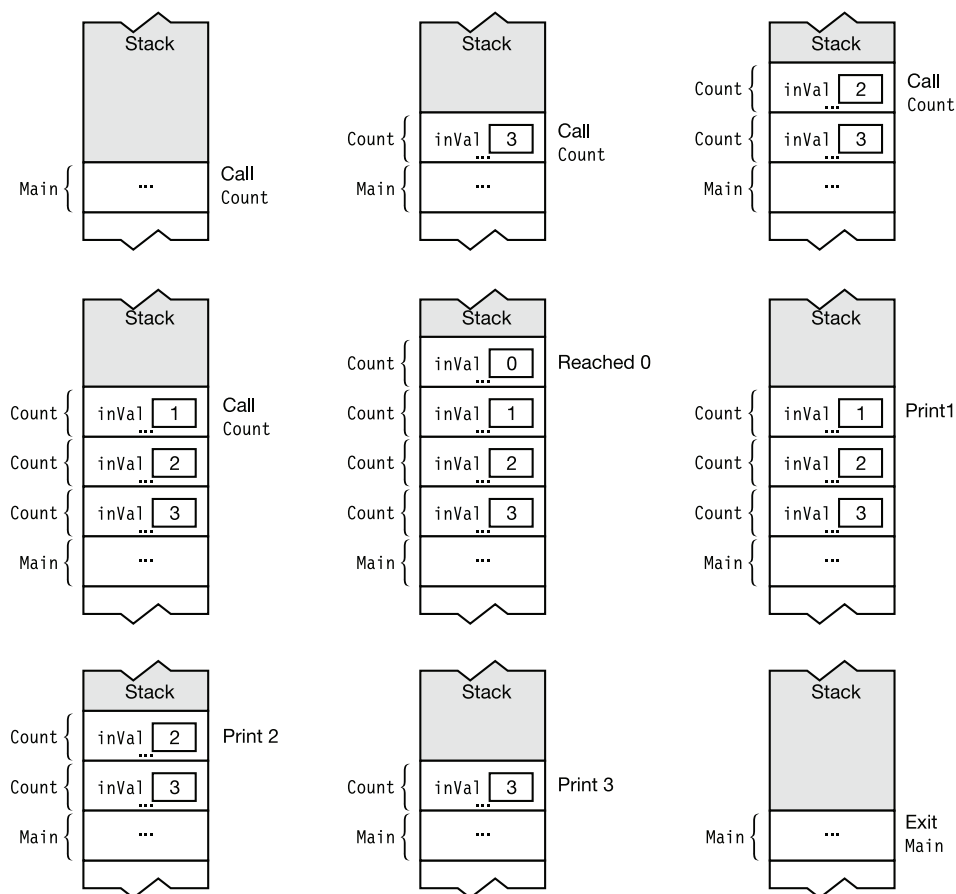 Stack
Main
...
Call
Count
Stack
Count
inVal 3
...
Call
Count
Main
...
Stack
Count
inVal 2
...
Call
Count
Count
inVal 3
...
Main
...
Stack
Count
inVal 1
...
Call
Count
Count
inVal 2
...
Count
inVal 3
...
Main
...
Stack
Count
inVal 0
...
Reached 0
Count
inVal 1
...
Count
inVal 2
...
Count
inVal 3
...
Main
...
Stack
Count
inVal 1
...
Print1
Count
inVal 2
...
Count
inVal 3
...
Main
...
Stack
Count
inVal 2
...
Print 2
Count
inVal 3
...
Main
...
Stack
Count
inVal 3
...
Print 3
Main
...
Stack
Main
...
Exit
Main